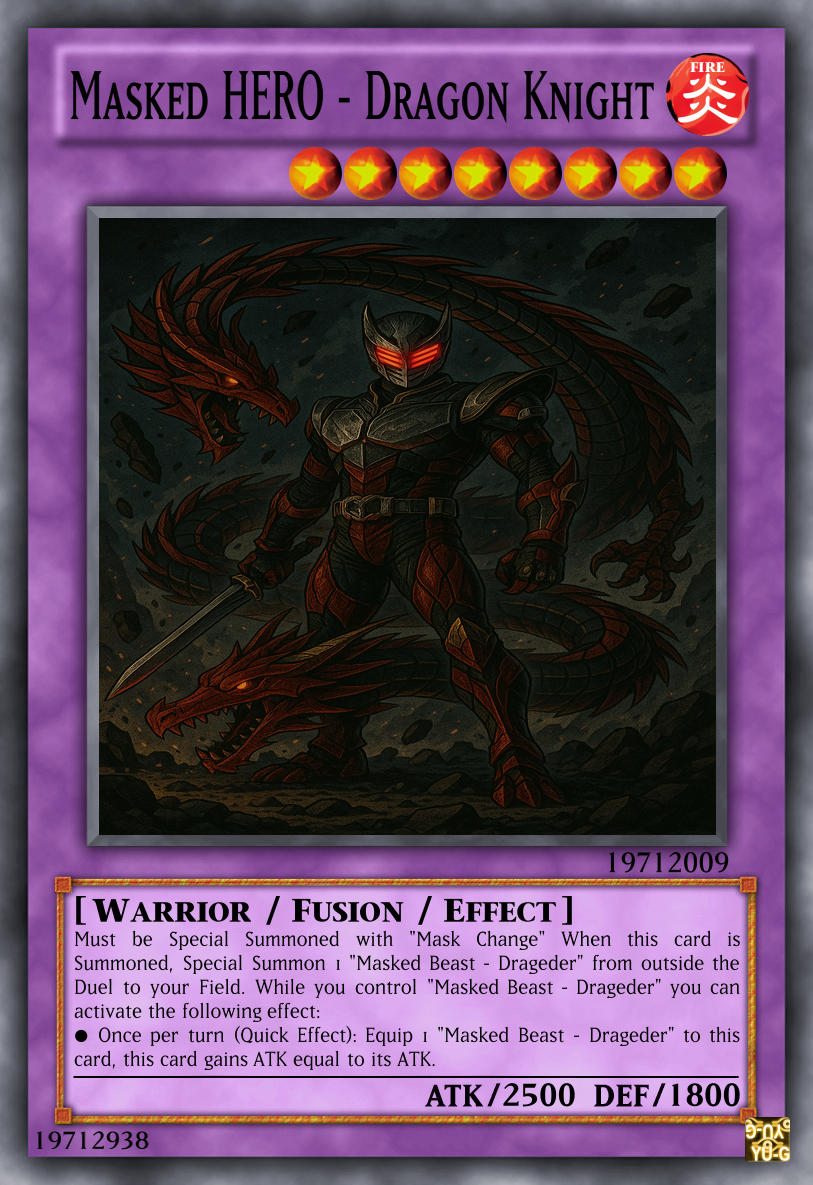 Masked HERO - Dragon Knight
FIRE
炎
19712009
[ Warrior / Fusion / Effect ]
Must be Special Summoned with "Mask Change" When this card is
Summoned, Special Summon 1 "Masked Beast - Drageder" from outside the
Duel to your Field. While you control "Masked Beast - Drageder" you can
activate the following effect:
● Once per turn (Quick Effect): Equip 1 "Masked Beast - Drageder" to this
card, this card gains ATK equal to its ATK.
ATK/2500 DEF/1800
19712938